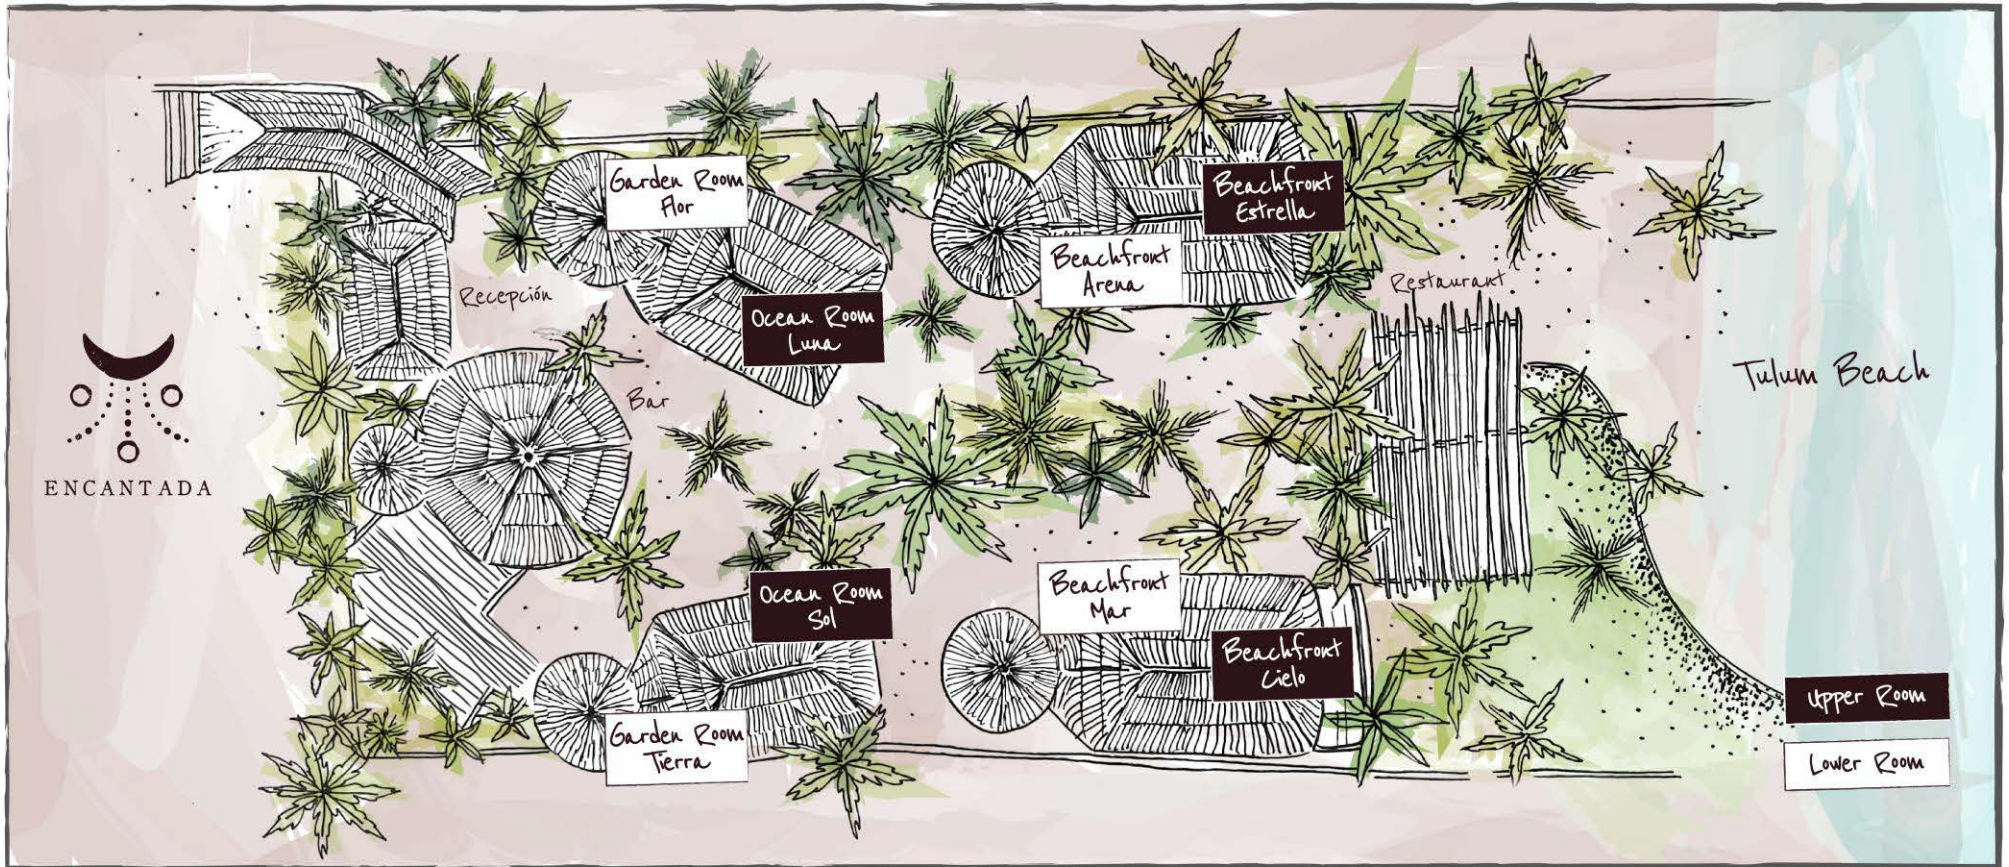 Garden Room
Flor
Beachfront
Estrella
Beachfront
Arena
Restaurant
Recepción
Ocean Room
Luna
Bar
Tulum Beach
ENCANTADA
Ocean Room
Sol
Beachfront
Mar
Beachfront
Cielo
Garden Room
Tierra
Upper Room
Lower Room